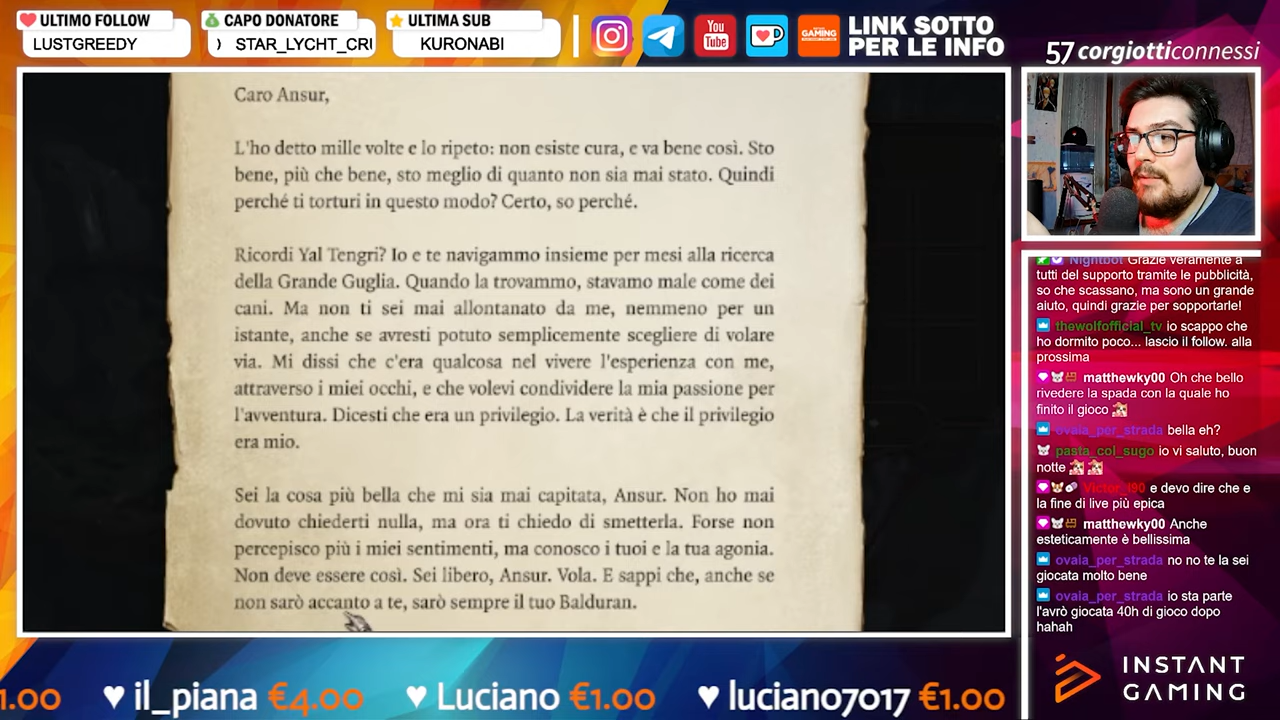 ULTIMO FOLLOW
LUSTGREEDY
CAPO DONATORE
) STAR_LYCHT_CRU
ULTIMA SUB
KURONABI
You
Tube
GAMING
LINK SOTTO
PER LE INFO
57 corgiotticonnessi
Caro Ansur,
L'ho detto mille volte e lo ripeto: non esiste cura, e va bene così. Sto
bene, più che bene, sto meglio di quanto non sia mai stato. Quindi
perché ti torturi in questo modo? Certo, so perché.
Ricordi Yal Tengri? Io e te navigammo insieme per mesi alla ricerca
della Grande Guglia. Quando la trovammo, stavamo male come dei
cani. Ma non ti sei mai allontanato da me, nemmeno per un
istante, anche se avresti potuto semplicemente scegliere di volare
via. Mi dissi che c'era qualcosa nel vivere l'esperienza con me,
attraverso i miei occhi, e che volevi condividere la mia passione per
l'avventura. Dicesti che era un privilegio. La verità è che il privilegio
era mio.
Sei la cosa più bella che mi sia mai capitata, Ansur. Non ho mai
dovuto chiederti nulla, ma ora ti chiedo di smetterla. Forse non
percepisco più i miei sentimenti, ma conosco i tuoi e la tua agonia.
Non deve essere così. Sei libero, Ansur. Vola. E sappi che, anche se
non sarò accanto a te, sarò sempre il tuo Balduran.
Nightbot Grazie veramente a
tutti del supporto tramite le pubblicità,
so che scassano, ma sono un grande
aiuto, quindi grazie per sopportarle!
thewolfofficial_tv io scappo che
ho dormito poco... lascio il follow. alla
prossima
matthewky00 Oh che bello
rivedere la spada con la quale ho
finito il gioco
ovaia_per_strada bella eh?
pasta_col_sugo io vi saluto, buon
notte
Victor_l90 e devo dire che e
la fine di live più epica
matthewky00 Anche
esteticamente è bellissima
ovaia_per_strada no no te la sei
giocata molto bene
ovaia_per_strada io sta parte
l'avrò giocata 40h di gioco dopo
hahah
INSTANT
GAMING
1.00 ♥ il_piana €4.00 ♥ Luciano €1.00 ♥ luciano7017 €1.00